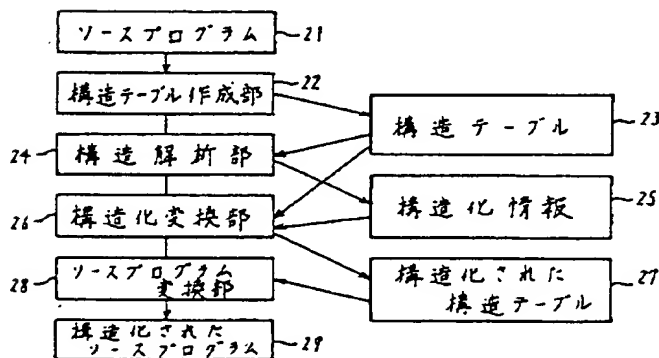 ソースプログラム
21
構造テーブル作成部
22
構造テーブル
23
24
構造解析部
構造化情報
25
26
構造化変換部
28
ソースプログラム
変換部
構造化された
構造テーブル
27
構造化された
ソースプログラム
29